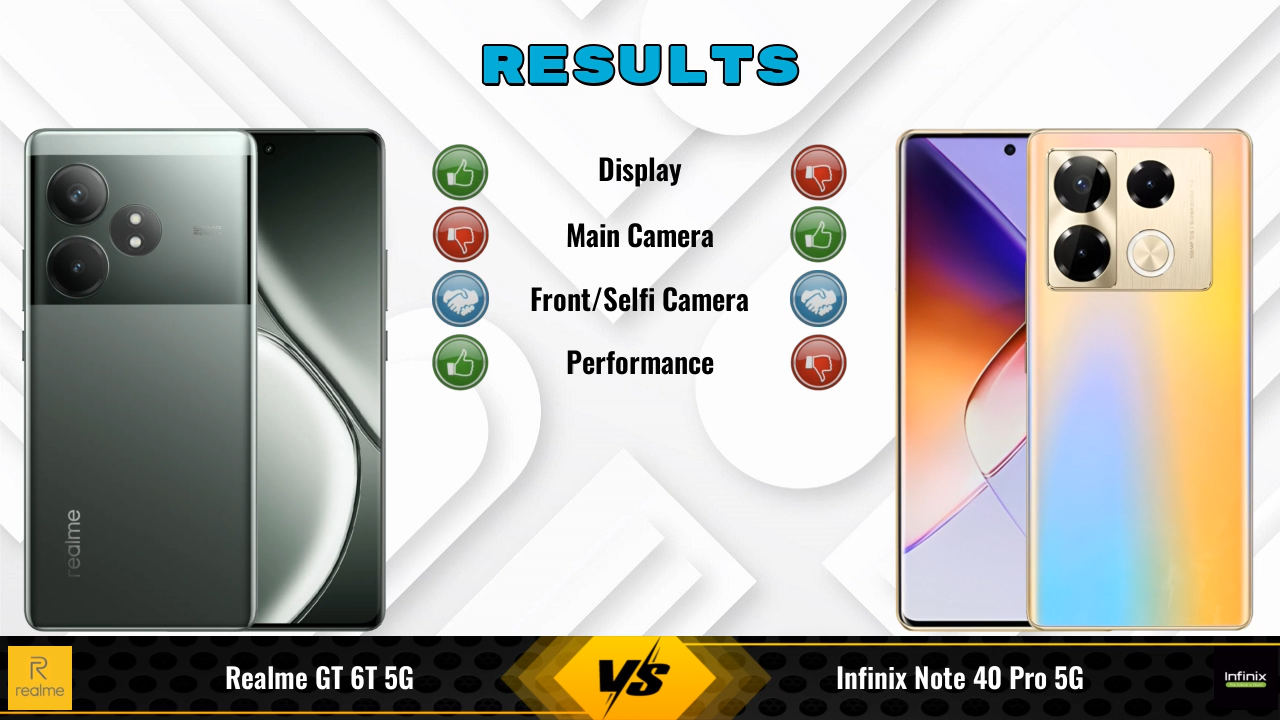 RESULTS
Display
Main Camera
Front/Selfi Camera
Performance
realme
R
realme
Realme GT 6T 5G
VS
Infinix Note 40 Pro 5G
Infinix